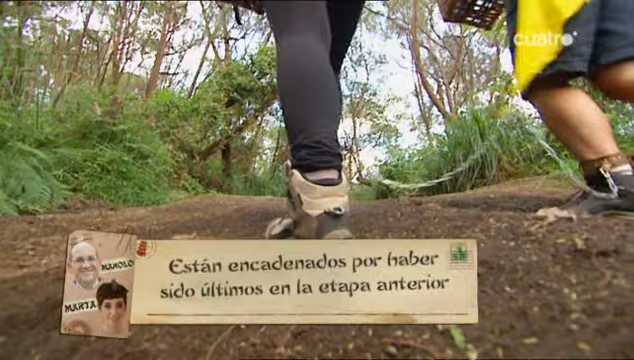 cuatro
MANOLO
MARTA
Están encadenados por haber
sido últimos en la etapa anterior